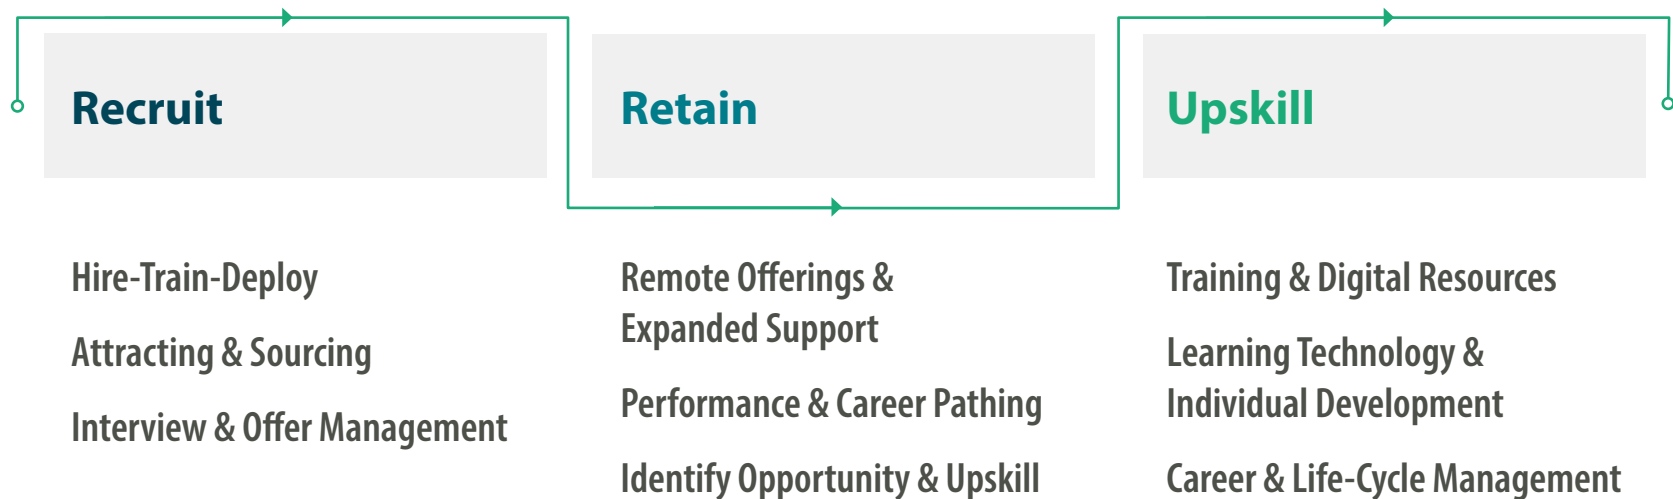 Recruit
Hire-Train-Deploy
Attracting & Sourcing
Interview & Offer Management
Retain
Remote Offerings &
Expanded Support
Performance & Career Pathing
Identify Opportunity & Upskill
Upskill
Training & Digital Resources
Learning Technology &
Individual Development
Career & Life-Cycle Management